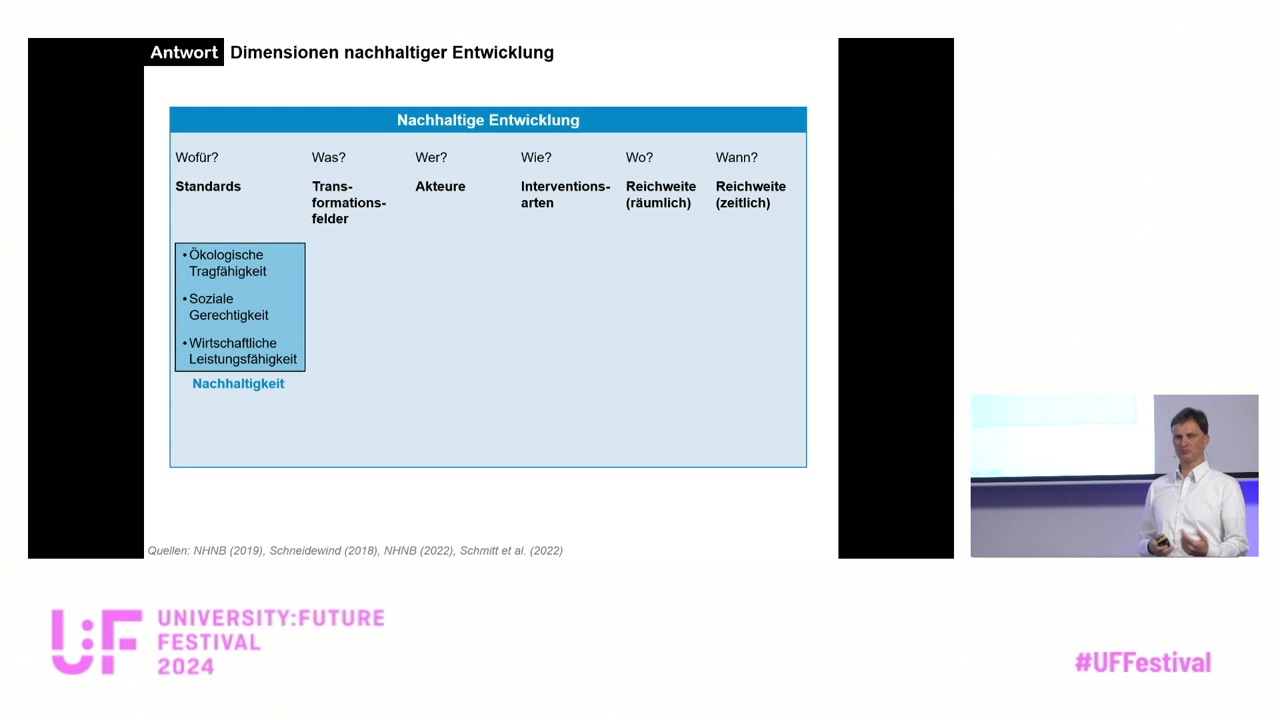 Antwort Dimensionen nachhaltiger Entwicklung
Nachhaltige Entwicklung
Wofür? Was? Wer? Wie? Wo? Wann?
Standards
Trans-
formations-
felder
Akteure
Interventions-
arten
Reichweite
(räumlich)
Reichweite
(zeitlich)
• Ökologische
Tragfähigkeit
• Soziale
Gerechtigkeit
• Wirtschaftliche
Leistungsfähigkeit
Nachhaltigkeit
Quellen: NHNB (2019), Schneidewind (2018), NHNB (2022), Schmitt et al. (2022)
U:F
UNIVERSITY:FUTURE
FESTIVAL
2024
#UFFestival